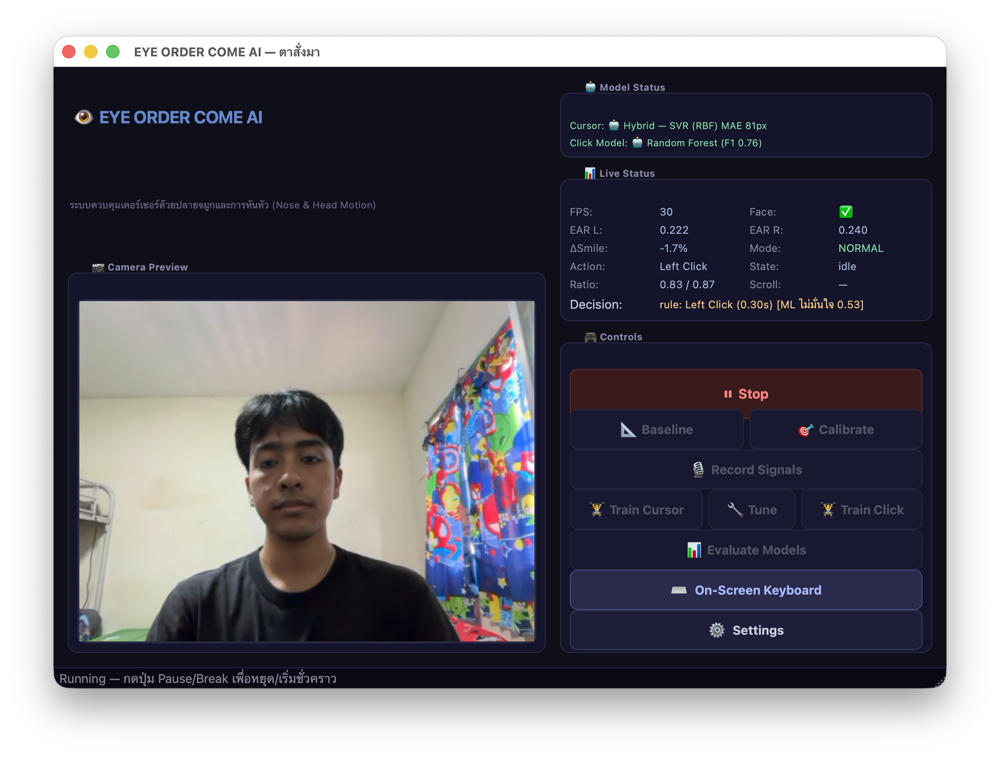 EYE ORDER COME AI — ตาสั่งมา
👁️ EYE ORDER COME AI
ระบบควบคุมเคอร์เซอร์ด้วยปลายจมูกและการหันหัว (Nose & Head Motion)
📷 Camera Preview
🤖 Model Status
Cursor: 🤖 Hybrid — SVR (RBF) MAE 81px
Click Model: 🤖 Random Forest (F1 0.76)
📊 Live Status
FPS: 30 Face: ✅
EAR L: 0.222 EAR R: 0.240
ΔSmile: -1.7% Mode: NORMAL
Action: Left Click State: idle
Ratio: 0.83 / 0.87 Scroll: —
Decision: rule: Left Click (0.30s) [ML ไม่มั่นใจ 0.53]
🎮 Controls
⏸ Stop
📐 Baseline 🎯 Calibrate
🎙️ Record Signals
🏋️ Train Cursor 🔧 Tune 🏋️ Train Click
📊 Evaluate Models
⌨️ On-Screen Keyboard
⚙️ Settings
Running — กดปุ่ม Pause/Break เพื่อหยุด/เริ่มชั่วคราว